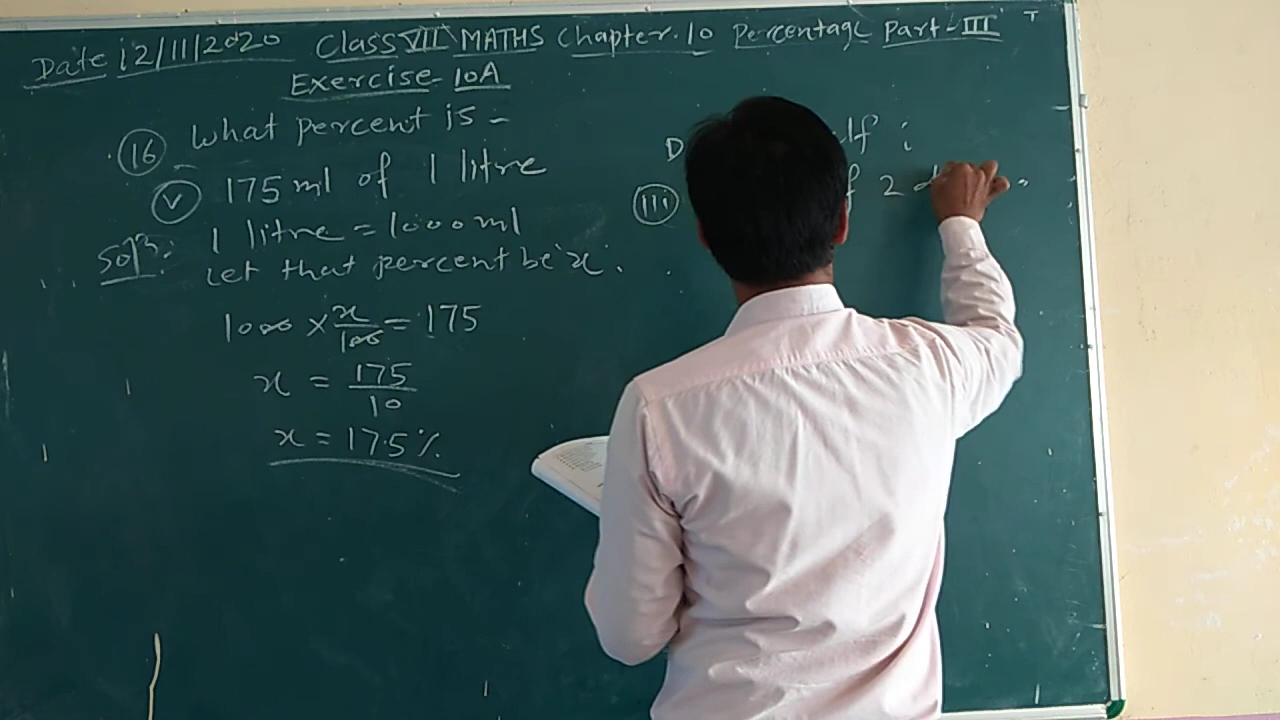 Date 12/11/2020 Class VII MATHS Chapter.10 Percentage Part-III
Exercise-10A
16 What percent is -
v 175 ml of 1 litre
Soln: 1 litre = 1000 ml
Let that percent be 'x'.
1000 × x/100 = 175
x = 175/10
x = 17.5%
D
iii 2